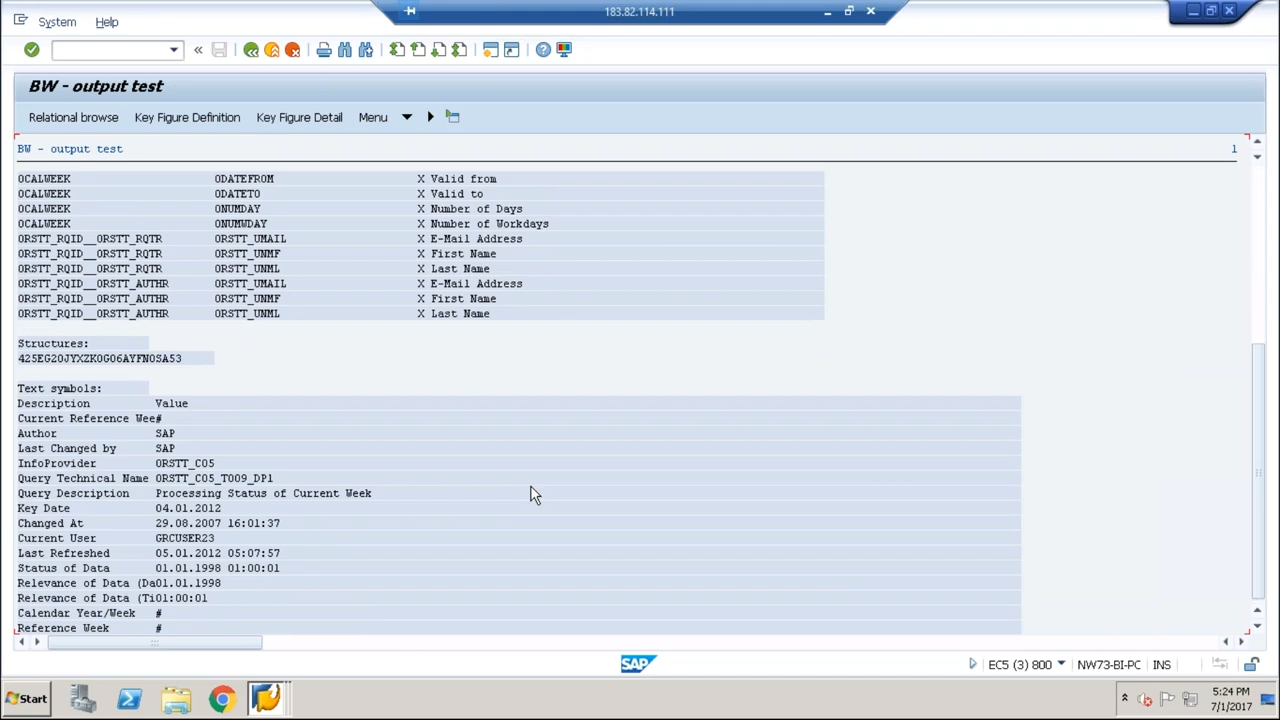 183.82.114.111
System Help
BW - output test
Relational browse Key Figure Definition Key Figure Detail Menu
BW - output test 1
0CALWEEK 0DATEFROM X Valid from
0CALWEEK 0DATETO X Valid to
0CALWEEK 0NUMDAY X Number of Days
0CALWEEK 0NUMWDAY X Number of Workdays
0RSTT_RQID__0RSTT_RQTR 0RSTT_UMAIL X E-Mail Address
0RSTT_RQID__0RSTT_RQTR 0RSTT_UNMF X First Name
0RSTT_RQID__0RSTT_RQTR 0RSTT_UNML X Last Name
0RSTT_RQID__0RSTT_AUTHR 0RSTT_UMAIL X E-Mail Address
0RSTT_RQID__0RSTT_AUTHR 0RSTT_UNMF X First Name
0RSTT_RQID__0RSTT_AUTHR 0RSTT_UNML X Last Name
Structures:
425EG20JYXZK0G06AYFN0SA53
Text symbols:
Description Value
Current Reference Wee#
Author SAP
Last Changed by SAP
InfoProvider 0RSTT_C05
Query Technical Name 0RSTT_C05_T009_DP1
Query Description Processing Status of Current Week
Key Date 04.01.2012
Changed At 29.08.2007 16:01:37
Current User GRCUSER23
Last Refreshed 05.01.2012 05:07:57
Status of Data 01.01.1998 01:00:01
Relevance of Data (Da01.01.1998
Relevance of Data (Ti01:00:01
Calendar Year/Week #
Reference Week #
SAP EC5 (3) 800 NW73-BI-PC INS
Start 5:24 PM
7/1/2017